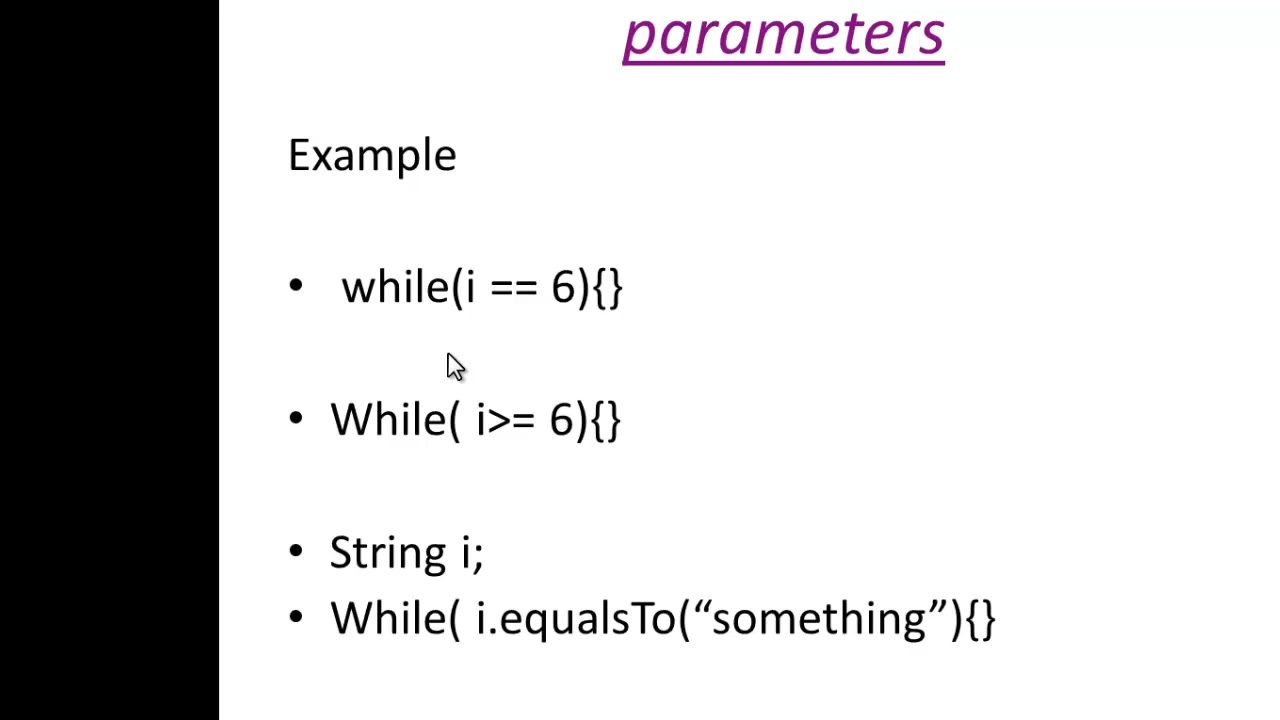 parameters
Example
• while(i == 6){}
• While( i>= 6){}
• String i;
• While( i.equalsTo(“something”){}